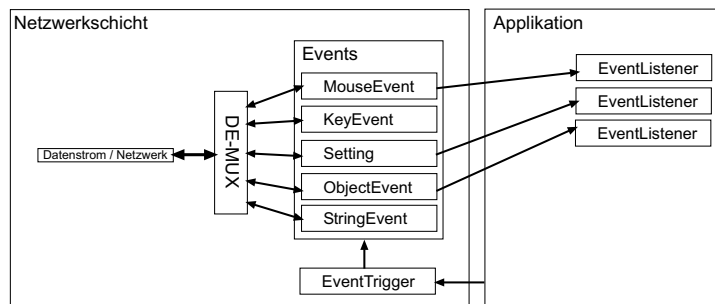 Netzwerkschicht
Applikation
Events
MouseEvent
KeyEvent
Setting
ObjectEvent
StringEvent
DE-MUX
Datenstrom / Netzwerk
EventTrigger
EventListener
EventListener
EventListener